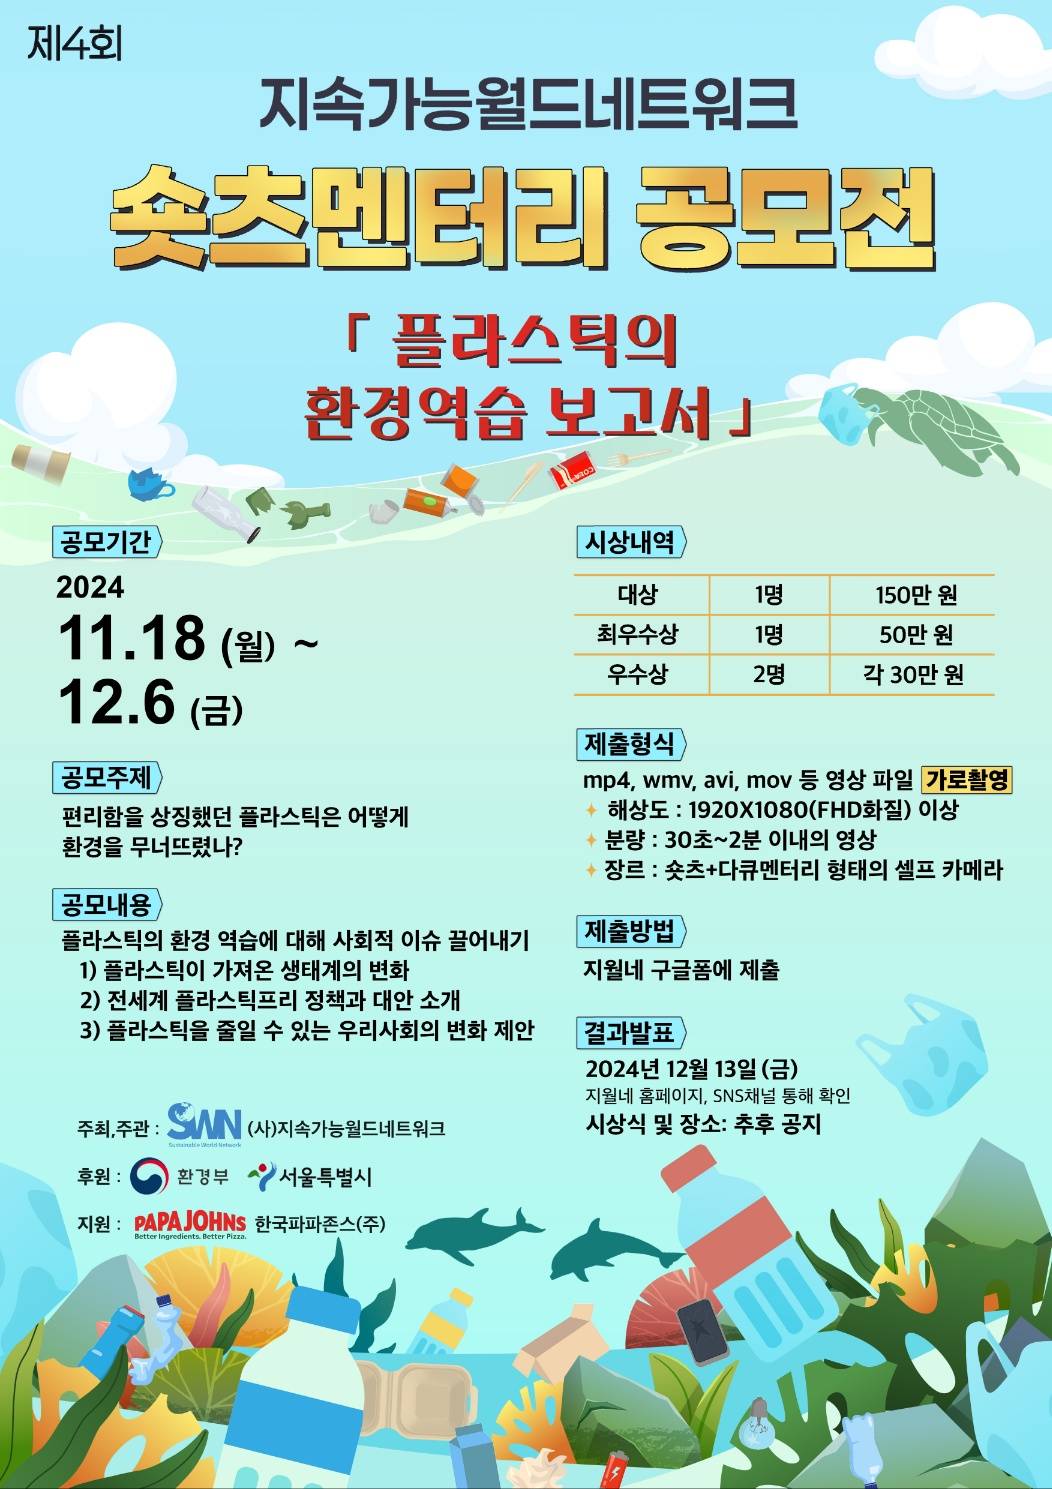 제4회
지속가능월드네트워크
숏츠멘터리 공모전
「 플라스틱의
환경역습 보고서 」
공모기간
2024
11.18 (월) ~
12.6 (금)
공모주제
편리함을 상징했던 플라스틱은 어떻게
환경을 무너뜨렸나?
공모내용
플라스틱의 환경 역습에 대해 사회적 이슈 끌어내기
1) 플라스틱이 가져온 생태계의 변화
2) 전세계 플라스틱프리 정책과 대안 소개
3) 플라스틱을 줄일 수 있는 우리사회의 변화 제안
시상내역
대상 1명 150만 원
최우수상 1명 50만 원
우수상 2명 각 30만 원
제출형식
mp4, wmv, avi, mov 등 영상 파일 가로촬영
✦ 해상도 : 1920X1080(FHD화질) 이상
✦ 분량 : 30초~2분 이내의 영상
✦ 장르 : 숏츠+다큐멘터리 형태의 셀프 카메라
제출방법
지월네 구글폼에 제출
결과발표
2024년 12월 13일 (금)
지월네 홈페이지, SNS채널 통해 확인
시상식 및 장소: 추후 공지
주최,주관 : SWN (사)지속가능월드네트워크
Sustainable World Network
후원 : 환경부 서울특별시
지원 : PAPA JOHNS 한국파파존스(주)
Better Ingredients. Better Pizza.